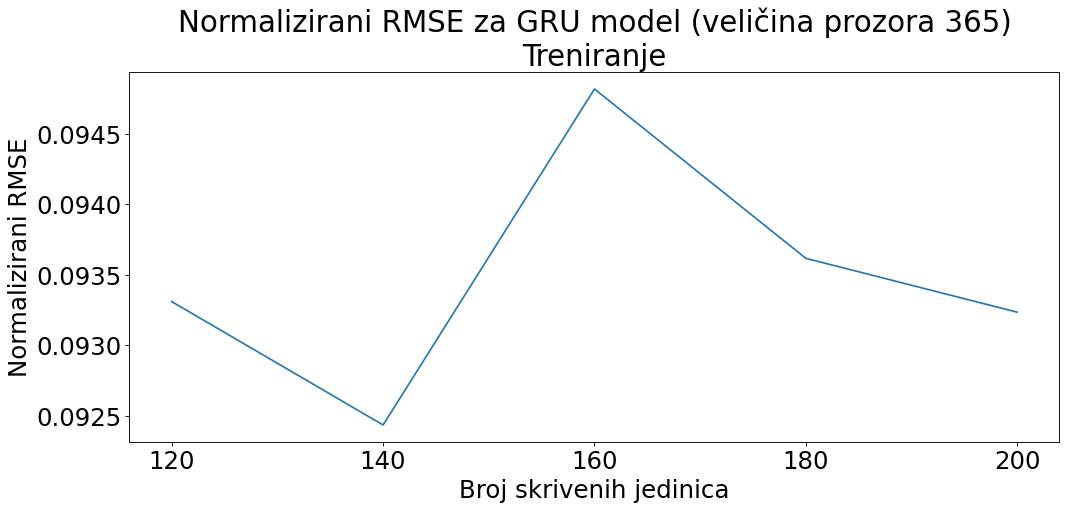 Normalizirani RMSE za GRU model (veličina prozora 365)
Treniranje
Normalizirani RMSE
0.0945
0.0940
0.0935
0.0930
0.0925
120 140 160 180 200
Broj skrivenih jedinica